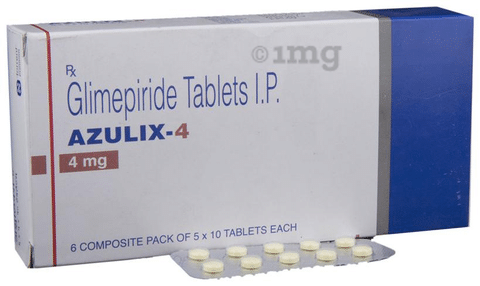 ©1mg
Rx
Glimepiride Tablets I.P.
AZULIX-4
4 mg
6 COMPOSITE PACK OF 5 x 10 TABLETS EACH